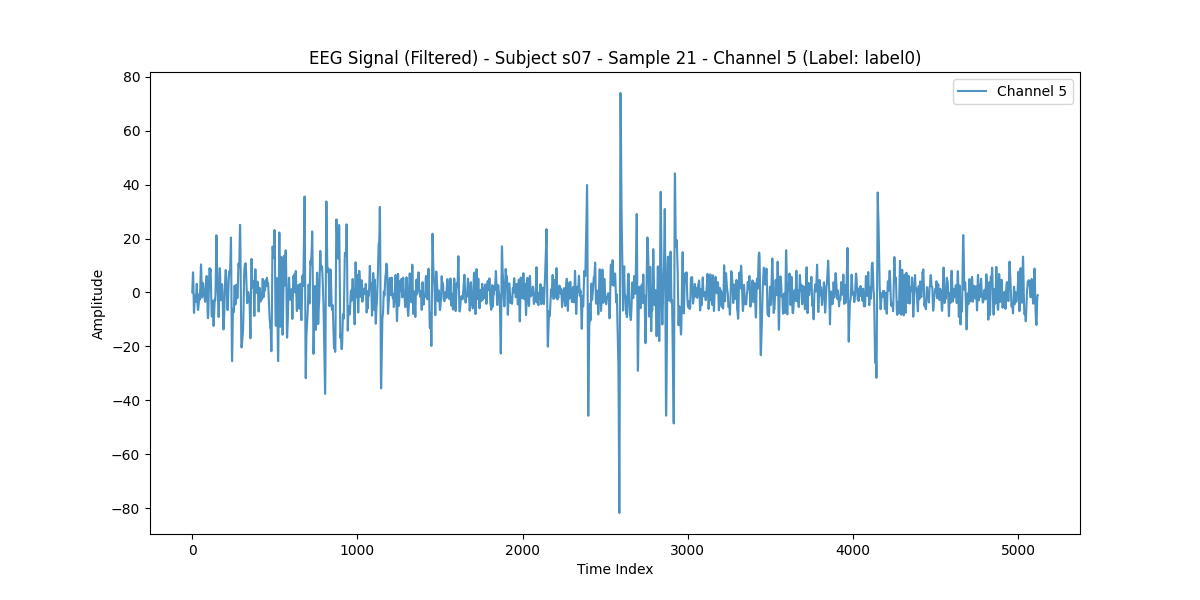 EEG Signal (Filtered) - Subject s07 - Sample 21 - Channel 5 (Label: label0)
Channel 5
80
60
40
20
0
−20
−40
−60
−80
Amplitude
0 1000 2000 3000 4000 5000
Time Index